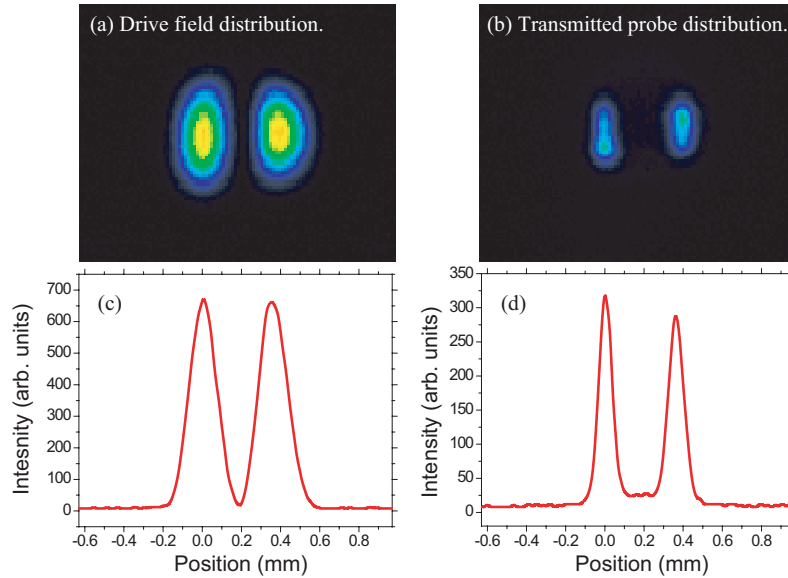 (a) Drive field distribution.
(b) Transmitted probe distribution.
(c)
700
600
500
400
300
200
100
0
Intesnity (arb. units)
-0.6 -0.4 -0.2 0.0 0.2 0.4 0.6 0.8
Position (mm)
(d)
350
300
250
200
150
100
50
0
Intensity (arb. units)
-0.6 -0.4 -0.2 0.0 0.2 0.4 0.6 0.8
Position (mm)